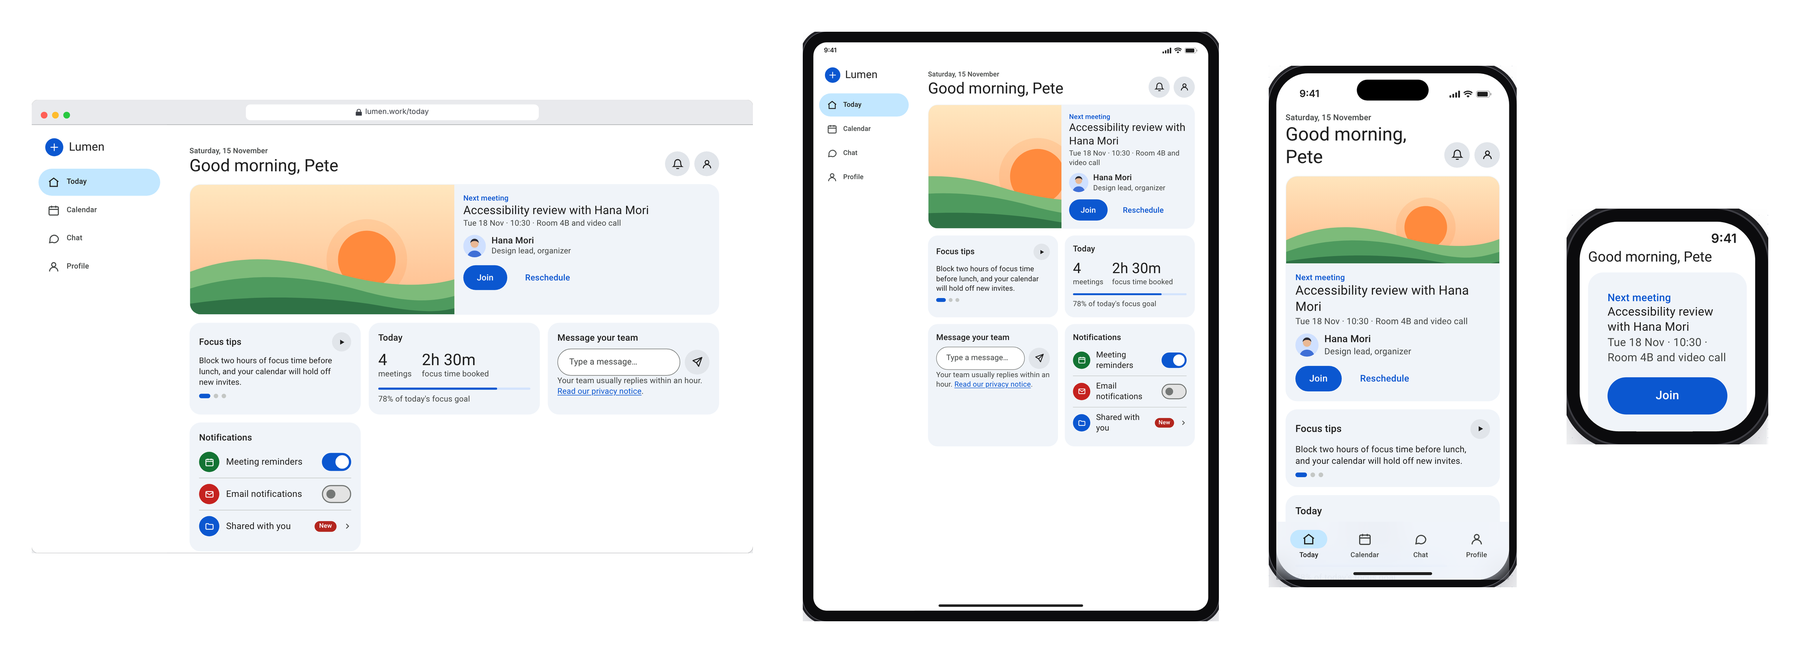 lumen.work/today
Lumen
Today
Calendar
Chat
Profile
Saturday, 15 November
Good morning, Pete
Next meeting
Accessibility review with Hana Mori
Tue 18 Nov · 10:30 · Room 4B and video call
Hana Mori
Design lead, organizer
Join
Reschedule
Focus tips
Block two hours of focus time before
lunch, and your calendar will hold off
new invites.
Today
4
meetings
2h 30m
focus time booked
78% of today's focus goal
Message your team
Type a message...
Your team usually replies within an hour.
Read our privacy notice.
Notifications
Meeting reminders
Email notifications
Shared with you
New
9:41
Lumen
Today
Calendar
Chat
Profile
Saturday, 15 November
Good morning, Pete
Next meeting
Accessibility review with
Hana Mori
Tue 18 Nov · 10:30 · Room 4B and
video call
Hana Mori
Design lead, organizer
Join
Reschedule
Focus tips
Block two hours of focus time
before lunch, and your calendar
will hold off new invites.
Today
4
meetings
2h 30m
focus time booked
78% of today's focus goal
Message your team
Type a message...
Your team usually replies within an
hour. Read our privacy notice.
Notifications
Meeting
reminders
Email
notifications
Shared with
you
New
9:41
Saturday, 15 November
Good morning,
Pete
Next meeting
Accessibility review with Hana
Mori
Tue 18 Nov · 10:30 · Room 4B and video call
Hana Mori
Design lead, organizer
Join
Reschedule
Focus tips
Block two hours of focus time before lunch,
and your calendar will hold off new invites.
Today
Today
Calendar
Chat
Profile
9:41
Good morning, Pete
Next meeting
Accessibility review
with Hana Mori
Tue 18 Nov · 10:30 ·
Room 4B and video call
Join